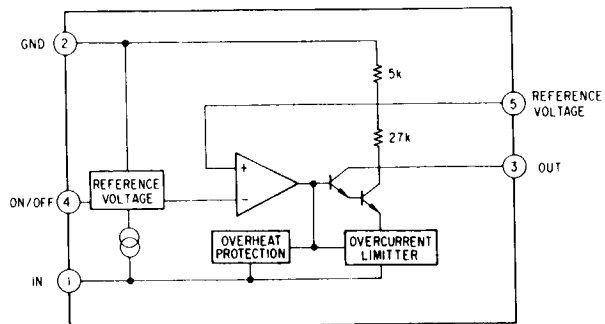 GND 2
5k
5 REFERENCE
VOLTAGE
27k
3 OUT
+
-
REFERENCE
VOLTAGE
ON/OFF 4
OVERHEAT
PROTECTION
OVERCURRENT
LIMITTER
IN 1